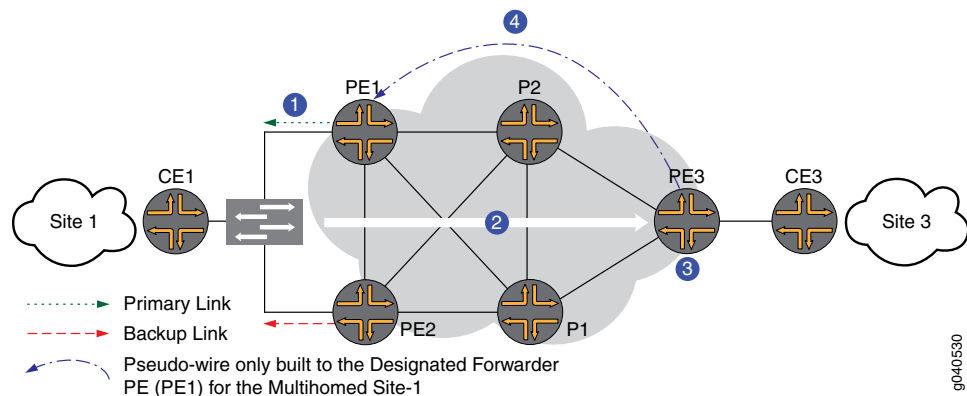 4
1
PE1
P2
CE1
PE3
CE3
Site 1
2
Site 3
3
Primary Link
Backup Link
PE2
P1
Pseudo-wire only built to the Designated Forwarder
PE (PE1) for the Multihomed Site-1
g040530